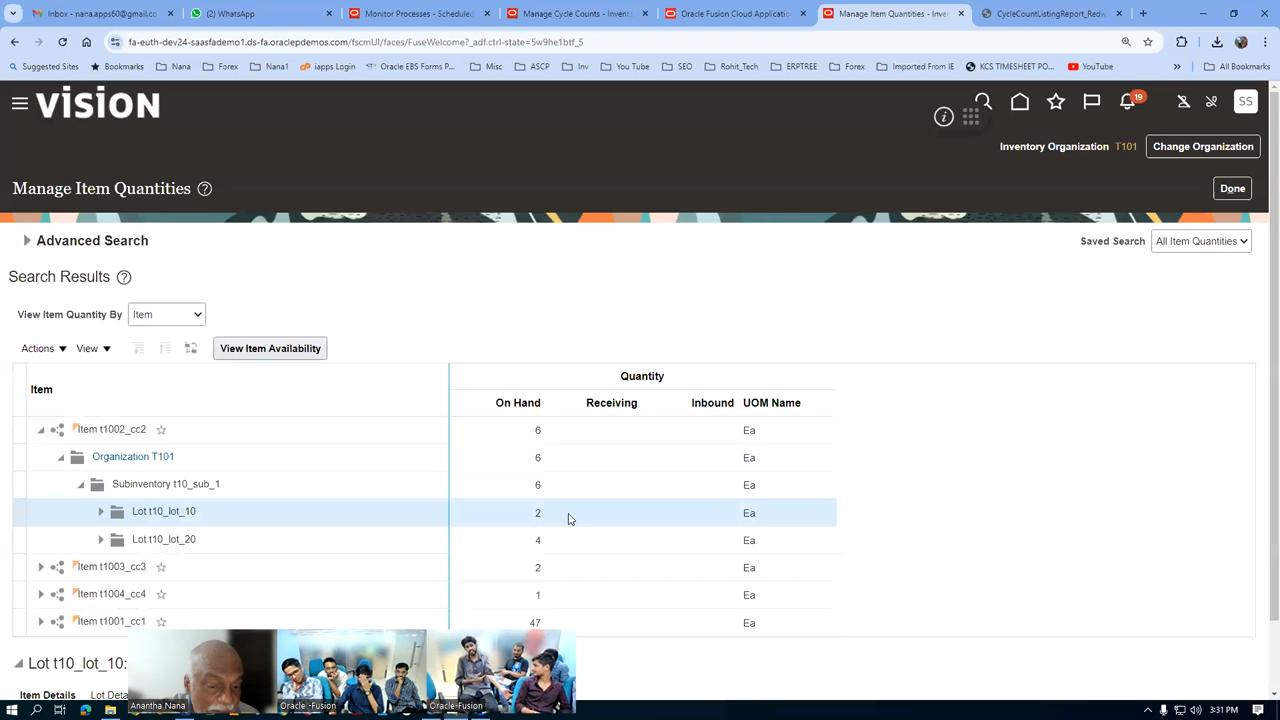 Inbox - nana.apps60@gmail.co
(2) WhatsApp
Monitor Processes - Schedule
Manage Cycle Counts - Invent
Oracle Fusion Cloud Application
Manage Item Quantities - Inve
CycleCountListingReport_Redw
fa-euth-dev24-saasfademo1.ds-fa.oraclepdemos.com/fscmUI/faces/FuseWelcome?_adf.ctrl-state=5w9he1btf_5
Suggested Sites
Bookmarks
Nana
Forex
Nana1
iapps Login
Oracle EBS Forms P...
Misc
ASCP
Inv
You Tube
SEO
Rohit_Tech
ERPTREE
Forex
Imported From IE
KCS TIMESHEET PO...
YouTube
All Bookmarks
VISION
19
SS
Inventory Organization T101 Change Organization
Manage Item Quantities
Done
Advanced Search
Saved Search All Item Quantities
Search Results
View Item Quantity By Item
Actions View View Item Availability
Quantity
Item On Hand Receiving Inbound UOM Name
Item t1002_cc2 6 Ea
Organization T101 6 Ea
Subinventory t10_sub_1 6 Ea
Lot t10_lot_10 2 Ea
Lot t10_lot_20 4 Ea
Item t1003_cc3 2 Ea
Item t1004_cc4 1 Ea
Item t1001_cc1 47 Ea
Lot t10_lot_10:
Item Details Lot Deta
Anantha Nana
Oracle -Fusion
Oracle-Fusion
3:31 PM